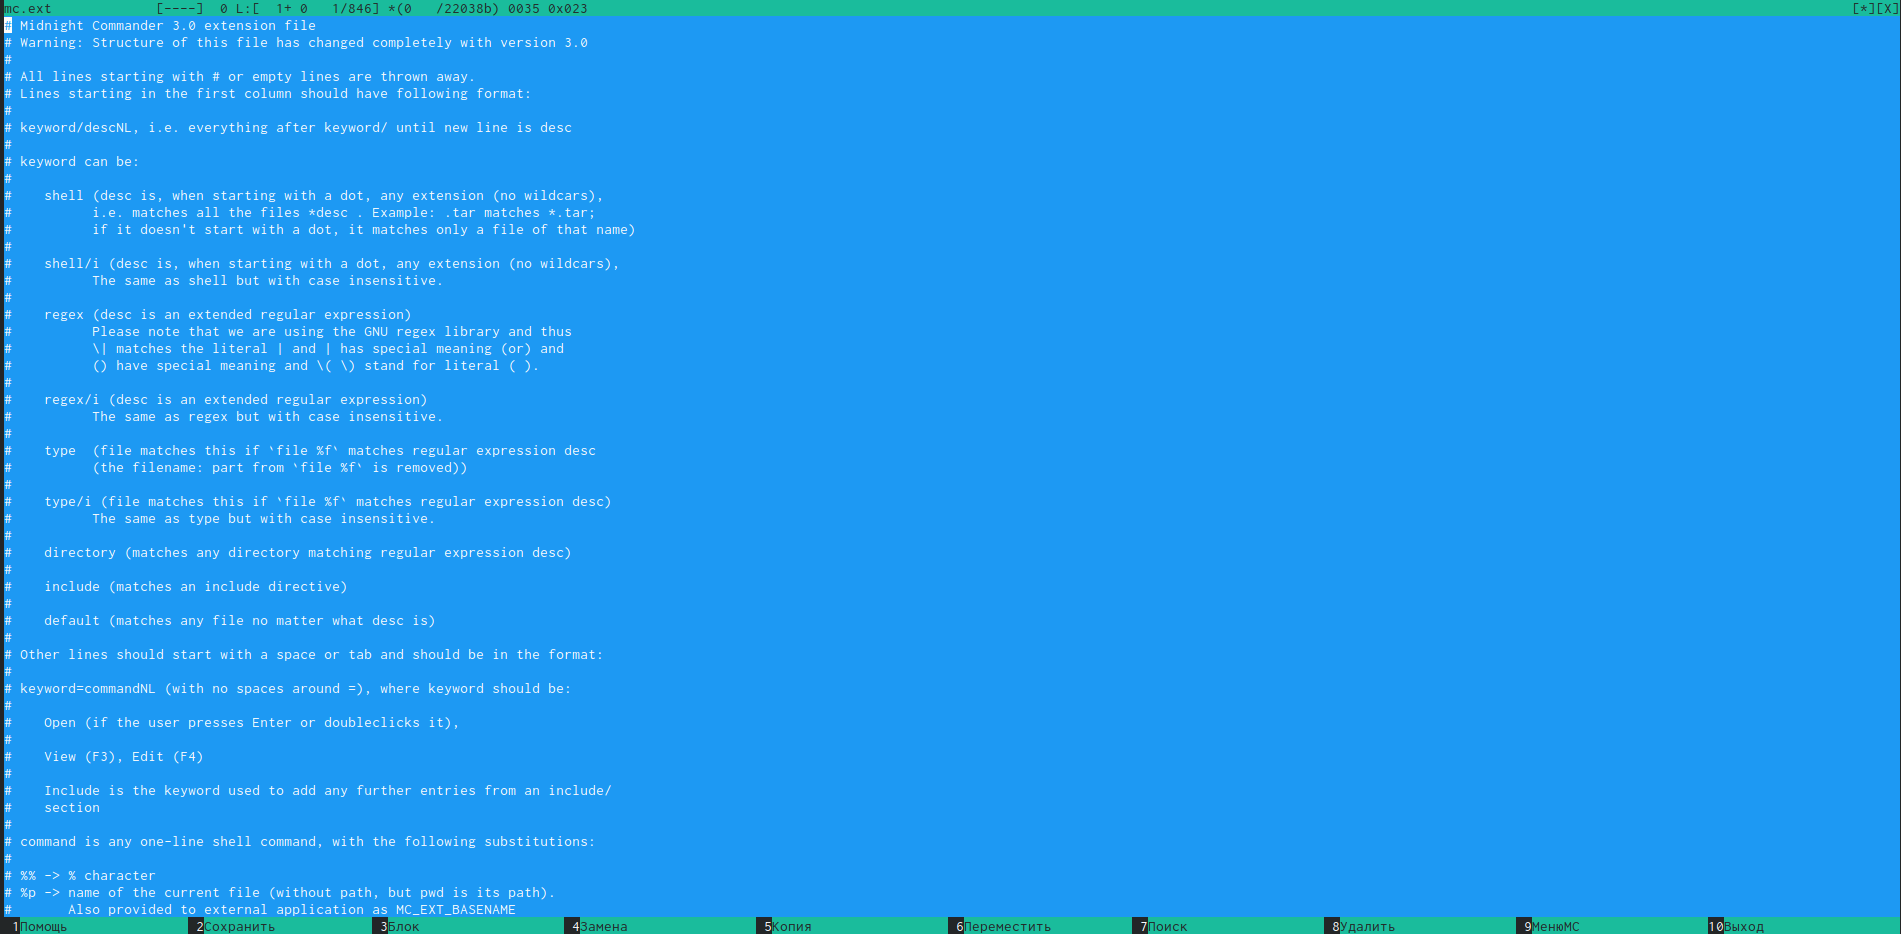 mc.ext             [----]  0 L:[  1+ 0   1/846] *(0   /22038b) 0035 0x023    [*][X]
# Midnight Commander 3.0 extension file
# Warning: Structure of this file has changed completely with version 3.0
#
# All lines starting with # or empty lines are thrown away.
# Lines starting in the first column should have following format:
#
# keyword/descNL, i.e. everything after keyword/ until new line is desc
#
# keyword can be:
#
#    shell (desc is, when starting with a dot, any extension (no wildcars),
#          i.e. matches all the files *desc . Example: .tar matches *.tar;
#          if it doesn't start with a dot, it matches only a file of that name)
#
#    shell/i (desc is, when starting with a dot, any extension (no wildcars),
#          The same as shell but with case insensitive.
#
#    regex (desc is an extended regular expression)
#          Please note that we are using the GNU regex library and thus
#          \| matches the literal | and | has special meaning (or) and
#          () have special meaning and \( \) stand for literal ( ).
#
#    regex/i (desc is an extended regular expression)
#          The same as regex but with case insensitive.
#
#    type  (file matches this if `file %f` matches regular expression desc
#          (the filename: part from `file %f` is removed))
#
#    type/i (file matches this if `file %f` matches regular expression desc)
#          The same as type but with case insensitive.
#
#    directory (matches any directory matching regular expression desc)
#
#    include (matches an include directive)
#
#    default (matches any file no matter what desc is)
#
# Other lines should start with a space or tab and should be in the format:
#
# keyword=commandNL (with no spaces around =), where keyword should be:
#
#    Open (if the user presses Enter or doubleclicks it),
#
#    View (F3), Edit (F4)
#
#    Include is the keyword used to add any further entries from an include/
#    section
#
# command is any one-line shell command, with the following substitutions:
#
# %% -> % character
# %p -> name of the current file (without path, but pwd is its path).
#       Also provided to external application as MC_EXT_BASENAME
1Помощь 2Сохранить 3Блок 4Замена 5Копия 6Переместить 7Поиск 8Удалить 9МенюMC 10Выход